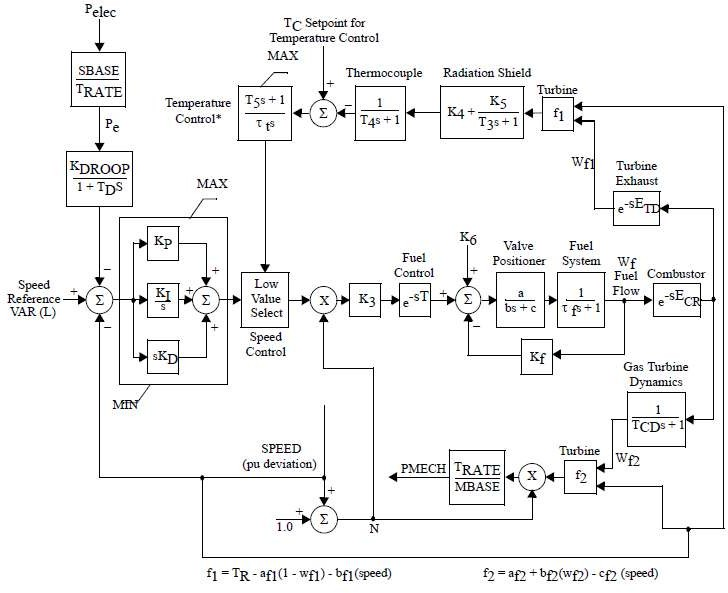 Pelec
SBASE
TRATE
Pe
KDROOP
1 + TDS
TC Setpoint for
Temperature Control
MAX
Temperature
Control*
T5s + 1
τ ts
+
Σ
−
Thermocouple
1
T4s + 1
Radiation Shield
K4 +
K5
T3s + 1
Turbine
f1
Wf1
Turbine
Exhaust
e-sETD
MAX
KP
KI
s
sKD
+
+
+
Σ
MIN
Speed
Reference
VAR (L)
+
−
−
Σ
Low
Value
Select
Speed
Control
X
K3
Fuel
Control
e-sT
K6
+
+
−
Σ
Valve
Positioner
a
bs + c
Fuel
System
1
τ fs + 1
Wf
Fuel
Flow
Combustor
e-sECR
Kf
Gas Turbine
Dynamics
1
TCDs + 1
Wf2
Turbine
f2
X
TRATE
MBASE
PMECH
SPEED
(pu deviation)
+
+
1.0
Σ
N
f1 = TR - af1(1 - wf1) - bf1(speed)
f2 = af2 + bf2(wf2) - cf2 (speed)